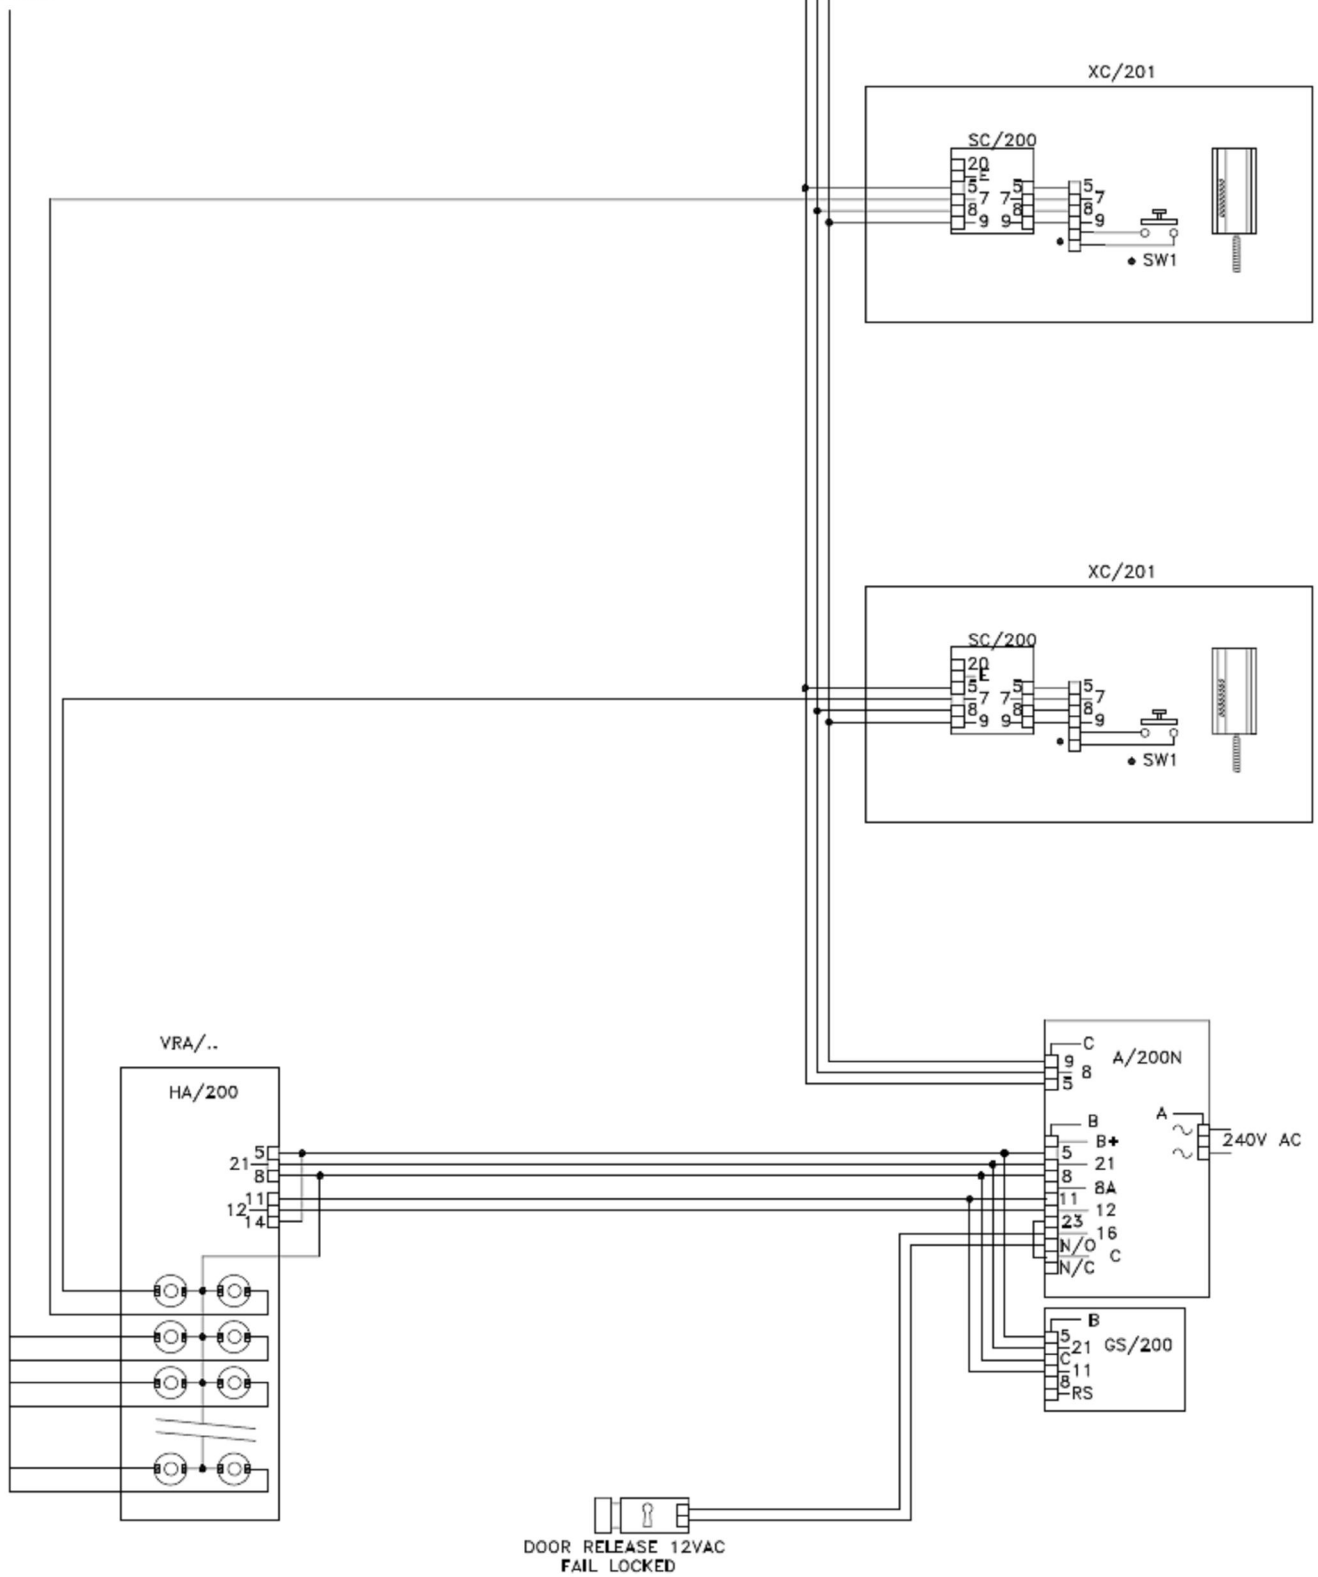 XC/201
SC/200
20
E
5 5 5
7 7 7
8 8 8
9 9 9
SW1
XC/201
SC/200
20
E
5 5 5
7 7 7
8 8 8
9 9 9
SW1
VRA/..
HA/200
5
21
8
11
12
14
C
A/200N
9
8
5
A
240V AC
B
B+
5
21
8
8A
11
12
23
16
N/O
C
N/C
B
GS/200
5
21
C
11
8
RS
DOOR RELEASE 12VAC
FAIL LOCKED